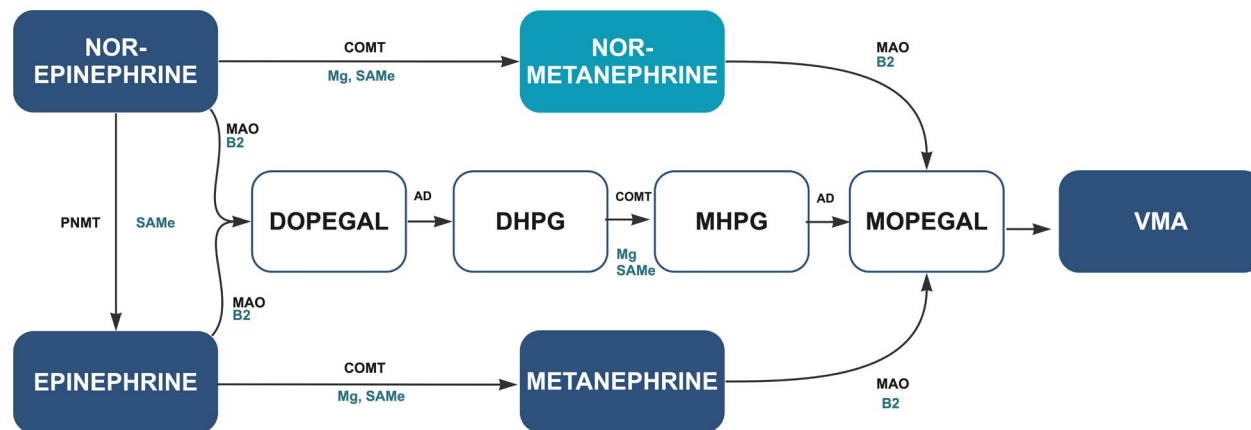 NOR-
EPINEPHRINE
COMT
Mg, SAMe
NOR-
METANEPHRINE
MAO
B2
MAO
B2
PNMT
SAMe
DOPEGAL
AD
DHPG
COMT
Mg
SAMe
MHPG
AD
MOPEGAL
VMA
MAO
B2
EPINEPHRINE
COMT
Mg, SAMe
METANEPHRINE
MAO
B2